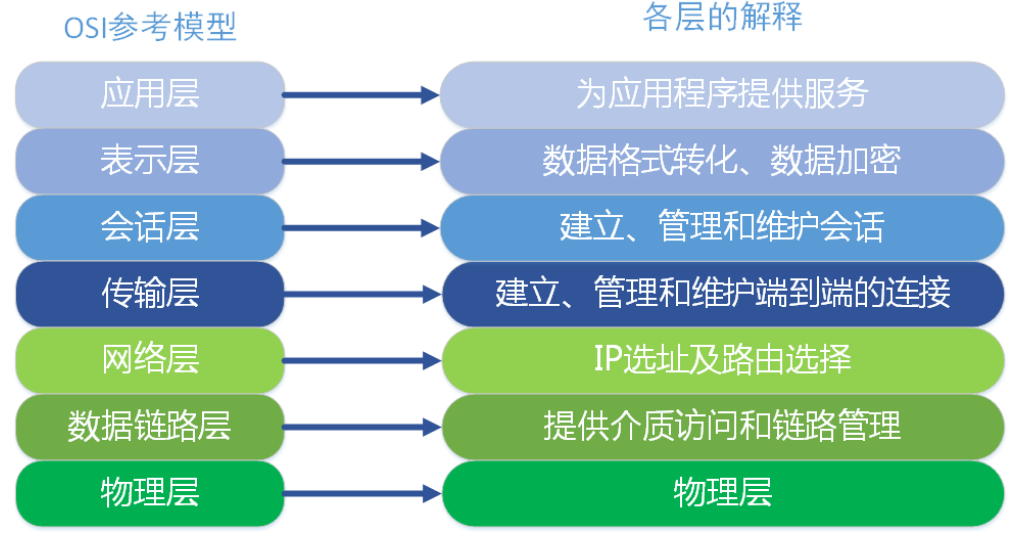 OSI参考模型
各层的解释
应用层
为应用程序提供服务
表示层
数据格式转化、数据加密
会话层
建立、管理和维护会话
传输层
建立、管理和维护端到端的连接
网络层
IP选址及路由选择
数据链路层
提供介质访问和链路管理
物理层
物理层